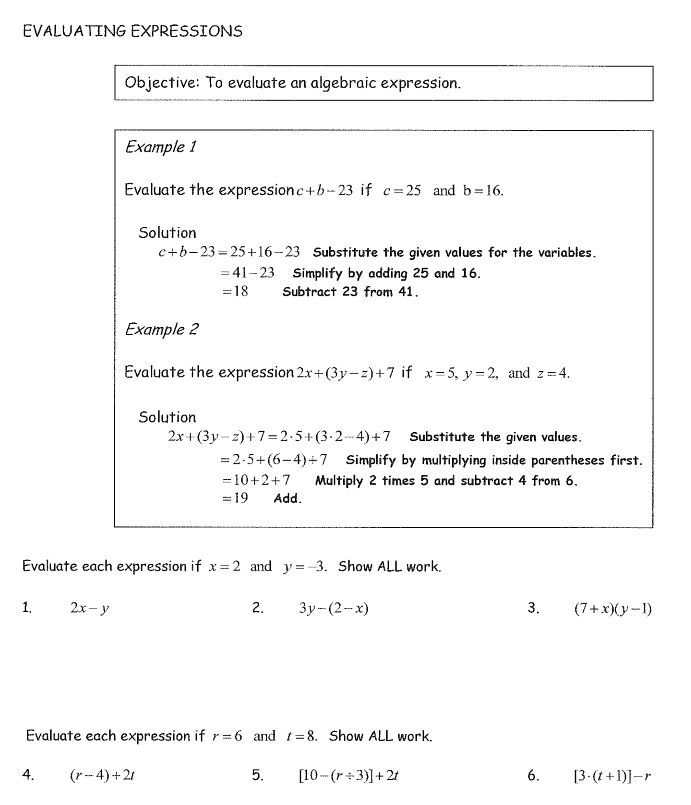 EVALUATING EXPRESSIONS
Objective: To evaluate an algebraic expression.
Example 1
Evaluate the expression c+b−23 if c=25 and b=16.
Solution
c+b−23=25+16−23 Substitute the given values for the variables.
=41−23 Simplify by adding 25 and 16.
=18 Subtract 23 from 41.
Example 2
Evaluate the expression 2x+(3y−z)+7 if x=5, y=2, and z=4.
Solution
2x+(3y−z)+7=2·5+(3·2−4)+7 Substitute the given values.
=2·5+(6−4)+7 Simplify by multiplying inside parentheses first.
=10+2+7 Multiply 2 times 5 and subtract 4 from 6.
=19 Add.
Evaluate each expression if x=2 and y=−3. Show ALL work.
1. 2x−y 2. 3y−(2−x) 3. (7+x)(y−1)
Evaluate each expression if r=6 and t=8. Show ALL work.
4. (r−4)+2t 5. [10−(r÷3)]+2t 6. [3·(t+1)]−r